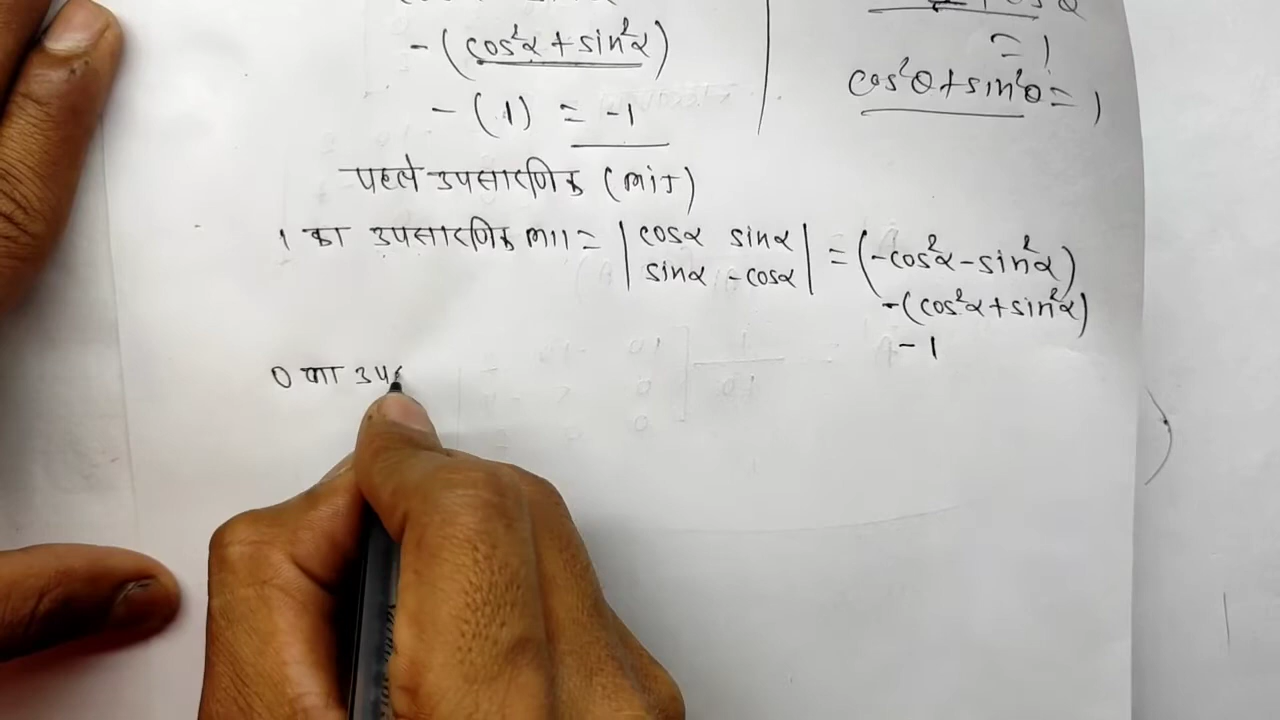 -(cos²α + sin²α)
-(1) = -1
= 1
cos²θ + sin²θ = 1
पहले उपसारणिक (mij)
1 का उपसारणिक m11 = | cosα sinα | = (-cos²α - sin²α)
| sinα -cosα |
-(cos²α + sin²α)
-1
0 का उप